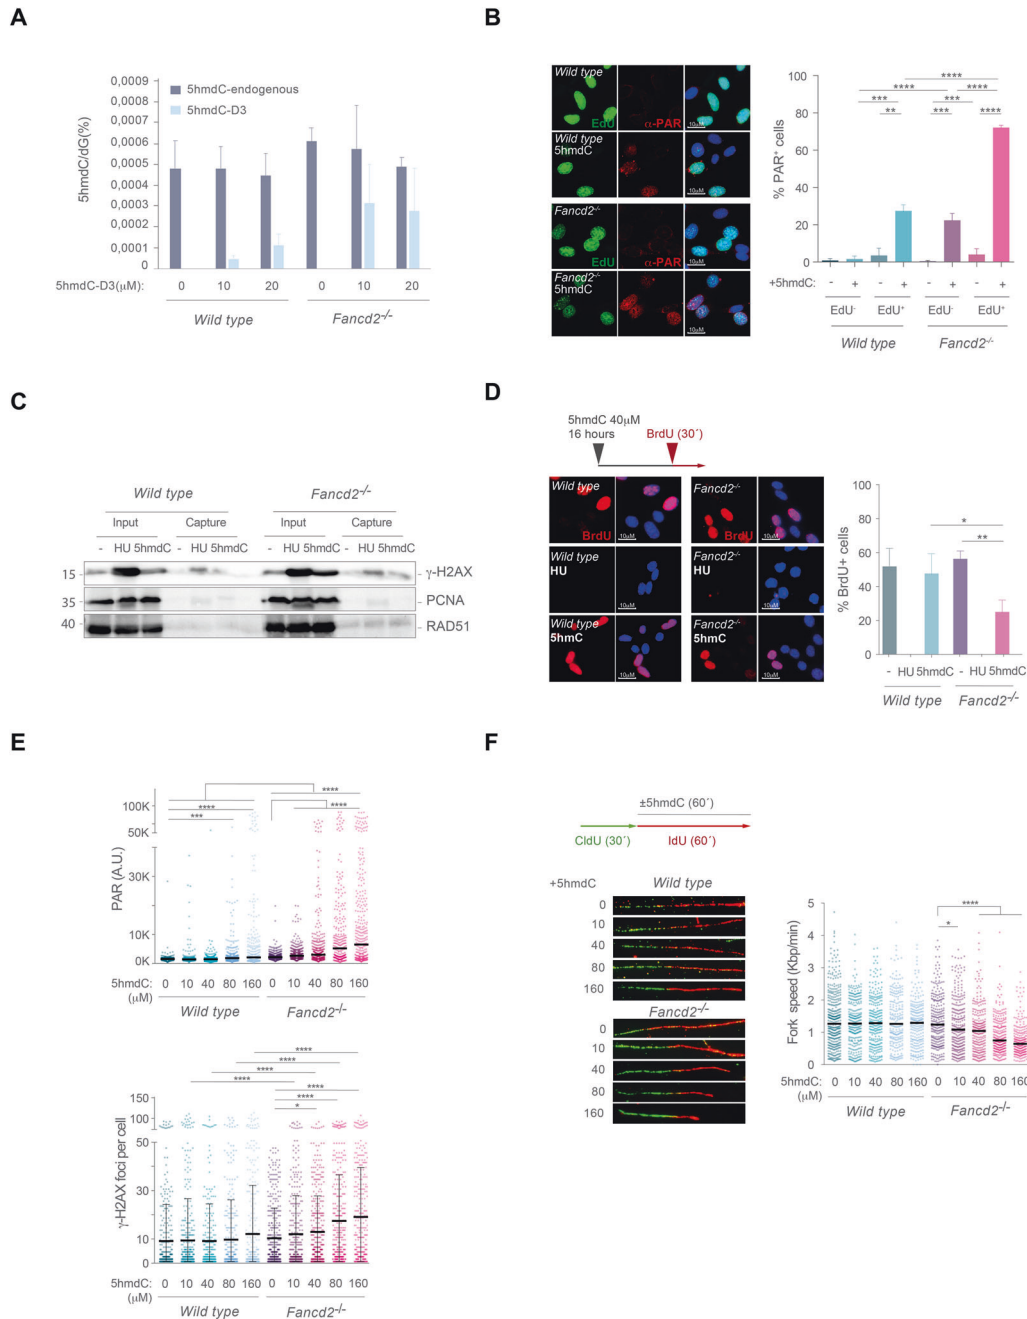 A
0,0009
0,0008
0,0007
0,0006
0,0005
0,0004
0,0003
0,0002
0,0001
0
5hmdC/dG(%)
5hmdC-endogenous
5hmdC-D3
5hmdC-D3(μM): 0 10 20 0 10 20
Wild type Fancd2-/-
B
Wild type
EdU α-PAR 10μM
Wild type
5hmdC
10μM
Fancd2-/-
EdU α-PAR 10μM
Fancd2-/-
5hmdC
10μM
100
80
60
40
20
0
% PAR+ cells
****
**** ****
*** ***
** *** ****
+5hmdC: - + - + - + - +
EdU- EdU+ EdU- EdU+
Wild type Fancd2-/-
C
Wild type Fancd2-/-
Input Capture Input Capture
- HU 5hmdC - HU 5hmdC - HU 5hmdC - HU 5hmdC
15 γ-H2AX
35 PCNA
40 RAD51
D
5hmdC 40μM
16 hours
BrdU (30´)
Wild type Fancd2-/-
BrdU 10μM BrdU 10μM
Wild type Fancd2-/-
HU HU
10μM 10μM
Wild type Fancd2-/-
5hmC 5hmC
10μM 10μM
100
80
60
40
20
0
% BrdU+ cells
*
**
- HU 5hmdC - HU 5hmdC
Wild type Fancd2-/-
E
100K
50K
30K
10K
0
PAR (A.U.)
****
**** ****
***
5hmdC: 0 10 40 80 160 0 10 40 80 160
(μM)
Wild type Fancd2-/-
150
100
50
30
10
0
γ-H2AX foci per cell
****
****
****
****
****
****
*
5hmdC: 0 10 40 80 160 0 10 40 80 160
(μM)
Wild type Fancd2-/-
F
±5hmdC (60´)
CldU (30´) IdU (60´)
+5hmdC Wild type
0
10
40
80
160
Fancd2-/-
0
10
40
80
160
5
4
3
2
1
0
Fork speed (Kbp/min)
****
*
5hmdC: 0 10 40 80 160 0 10 40 80 160
(μM)
Wild type Fancd2-/-